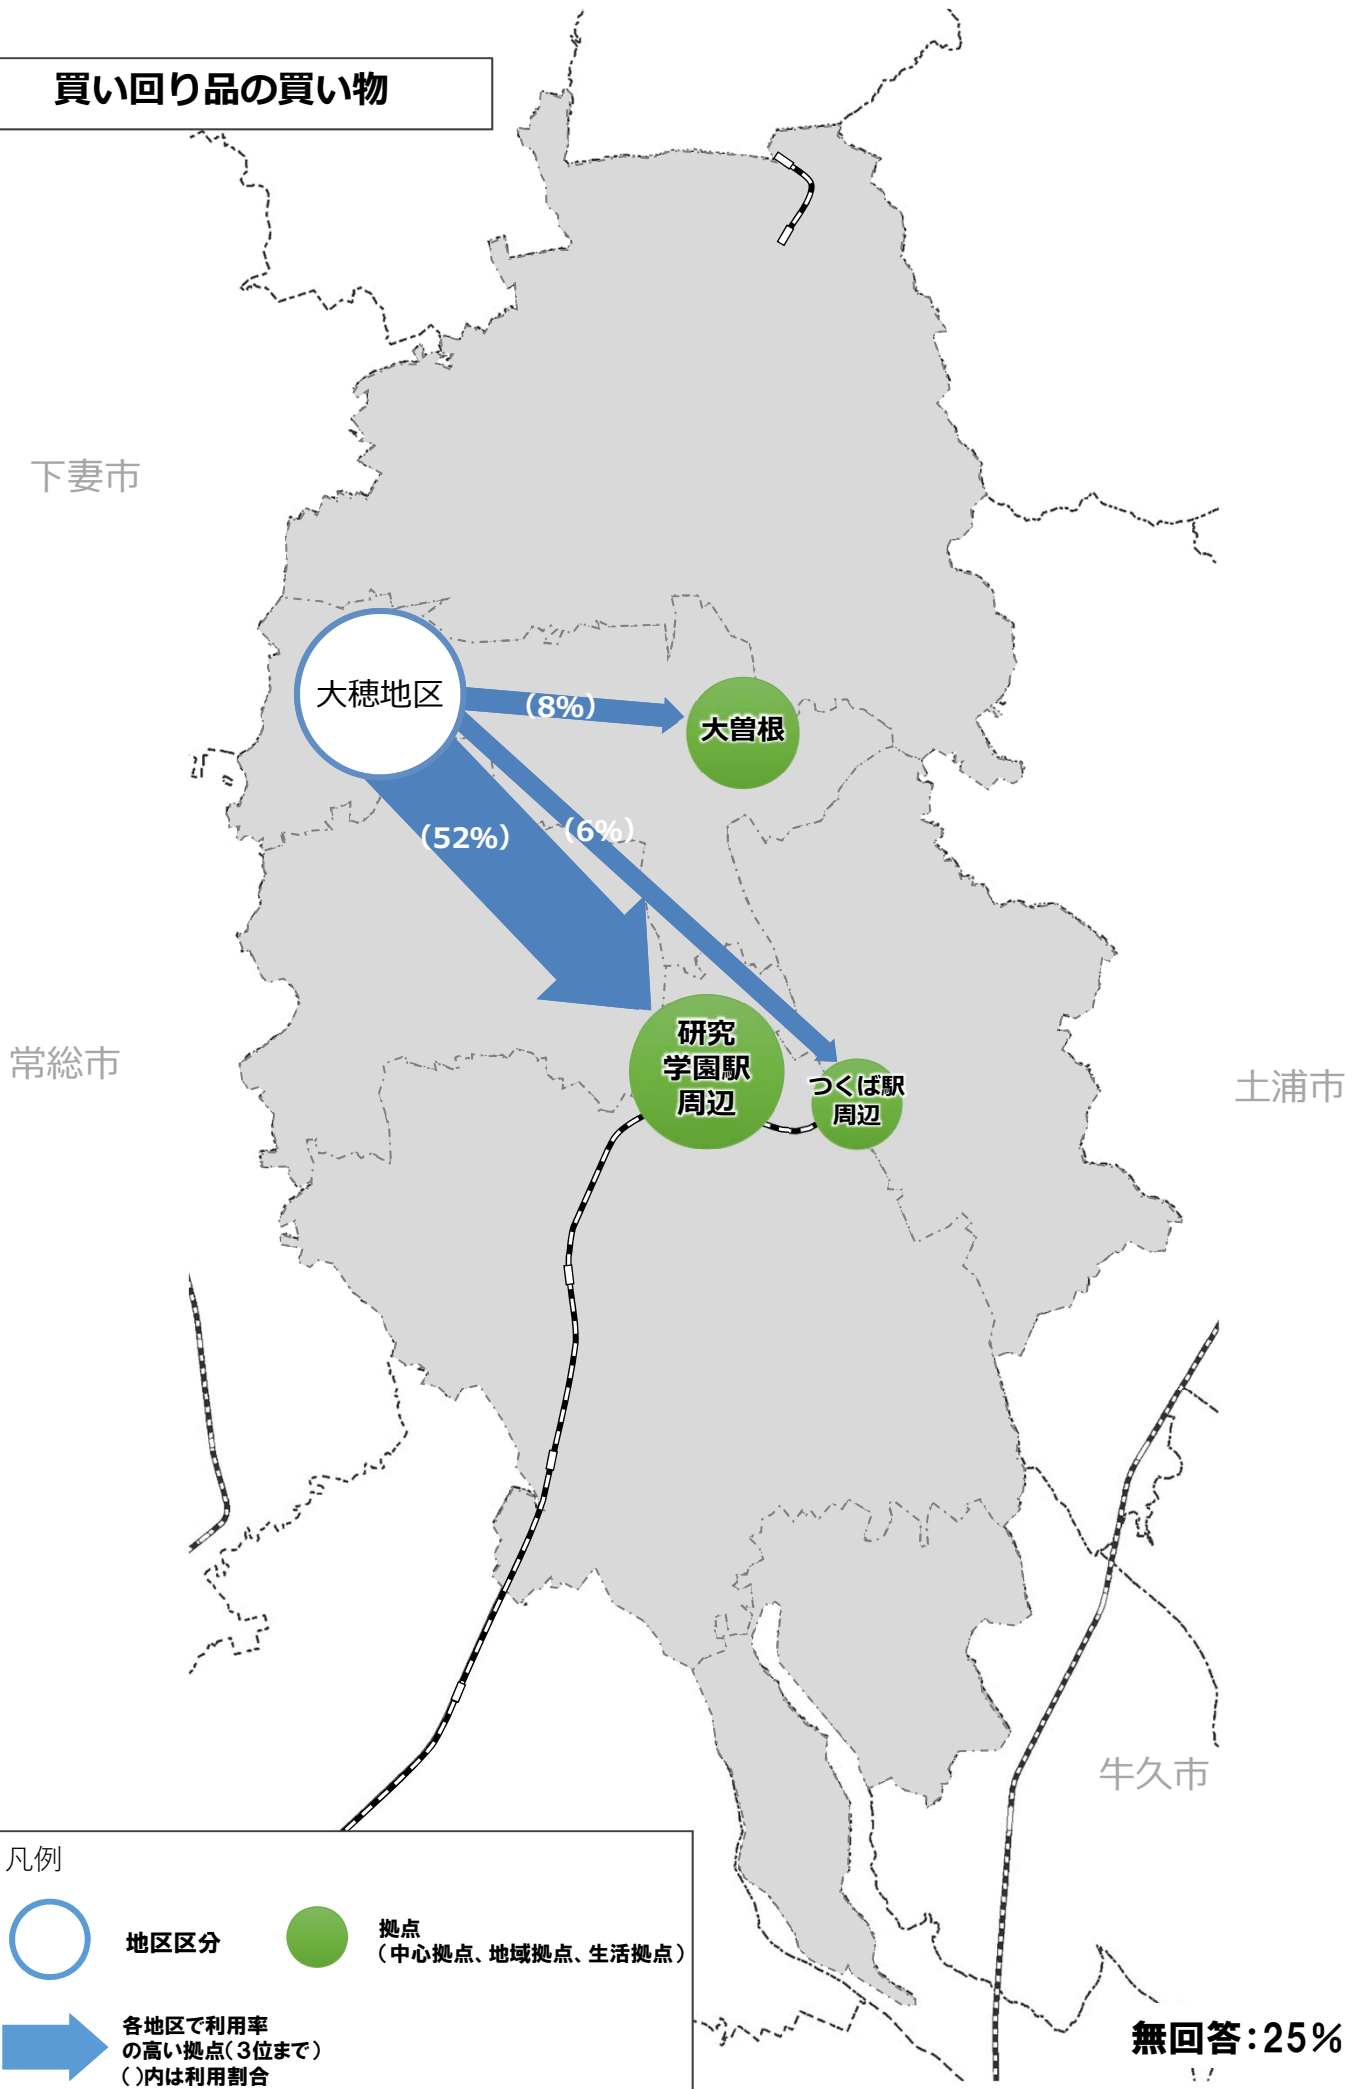 買い回り品の買い物
下妻市
大穂地区
（8%）
大曽根
（52%）
（6%）
研究
学園駅
周辺
つくば駅
周辺
常総市
土浦市
牛久市
凡例
地区区分
拠点
（中心拠点、地域拠点、生活拠点）
各地区で利用率
の高い拠点（3位まで）
（ ）内は利用割合
無回答：25%